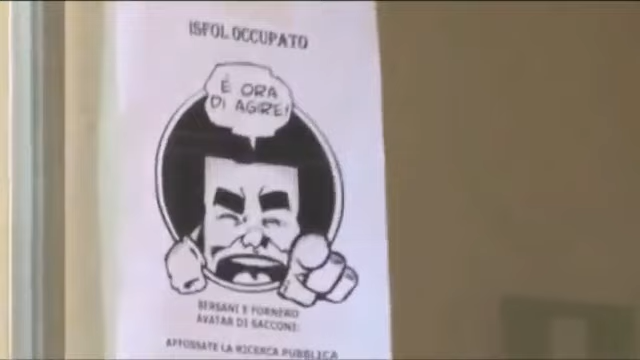 ISFOL OCCUPATO
È ORA
DI AGIRE!
BERSANI E FORNERO
AVATAR DI SACCONI:
AFFOSSATE LA RICERCA PUBBLICA